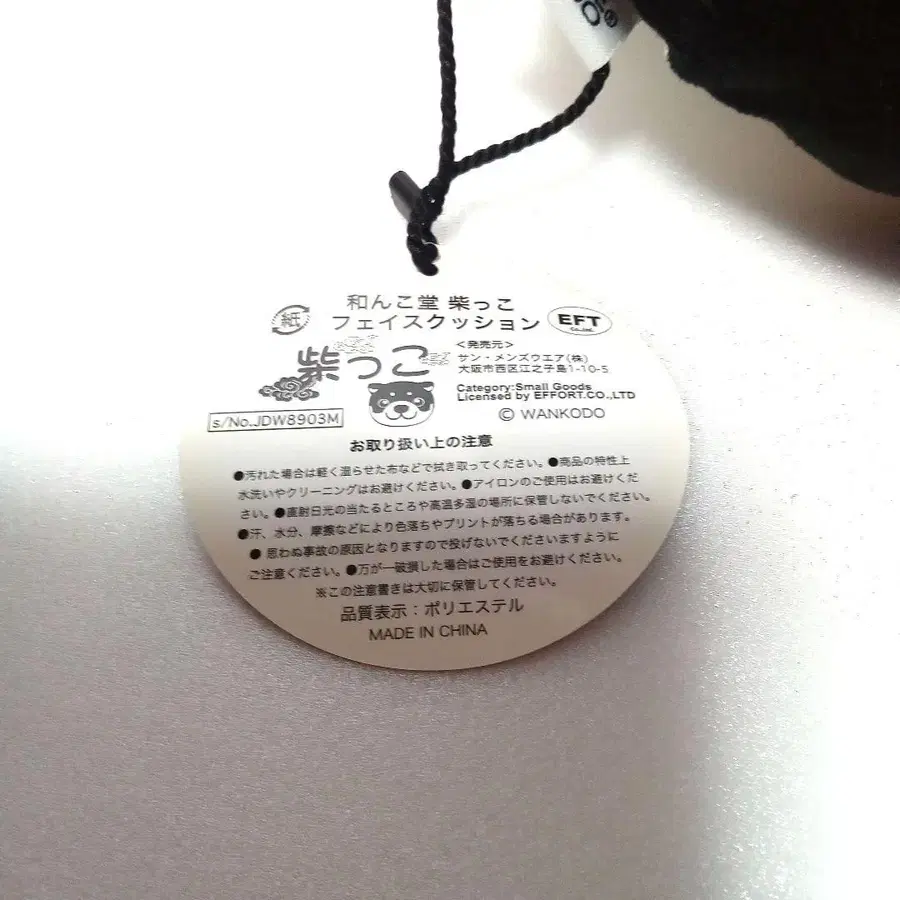 和んこ堂 柴っこ
フェイスクッション
紙
EFT
柴っこ
<発売元>
サン・メンズウエア(株)
大阪市西区江之子島1-10-5
Category:Small Goods
Licensed by EFFORT.CO.,LTD
s/No.JDW8903M
© WANKODO
お取り扱い上の注意
●汚れた場合は軽く湿らせた布などで拭き取ってください。●商品の特性上
水洗いやクリーニングはお避けください。●アイロンのご使用はお避けくだ
さい。●直射日光の当たるところや高温多湿の場所に保管しないでください。
●汗、水分、摩擦などにより色落ちやプリントが落ちる場合があります。
● 思わぬ事故の原因となりますので投げないでくださいますように
ご注意ください。●万が一破損した場合はご使用をお避けください。
※この注意書きは大切に保管してください。
品質表示：ポリエステル
MADE IN CHINA